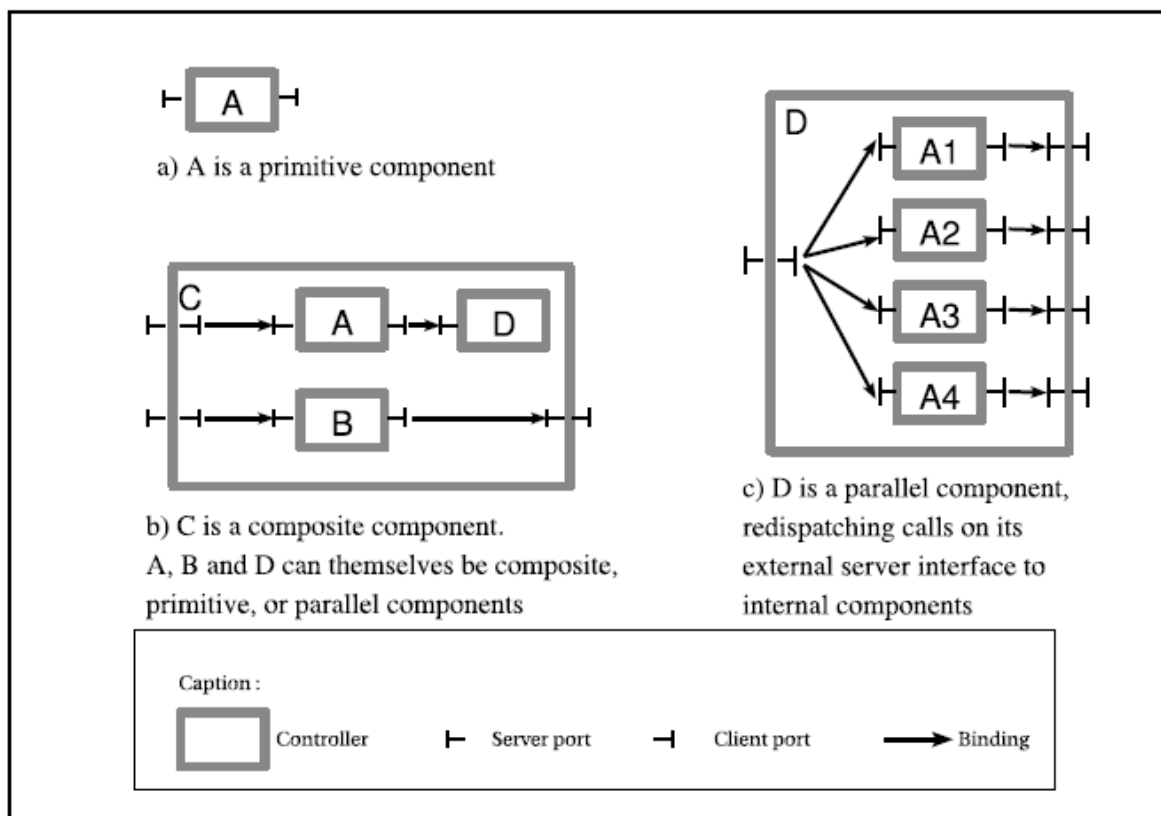 A
a) A is a primitive component
C
A
D
B
b) C is a composite component.
A, B and D can themselves be composite,
primitive, or parallel components
D
A1
A2
A3
A4
c) D is a parallel component,
redispatching calls on its
external server interface to
internal components
Caption :
Controller
Server port
Client port
Binding